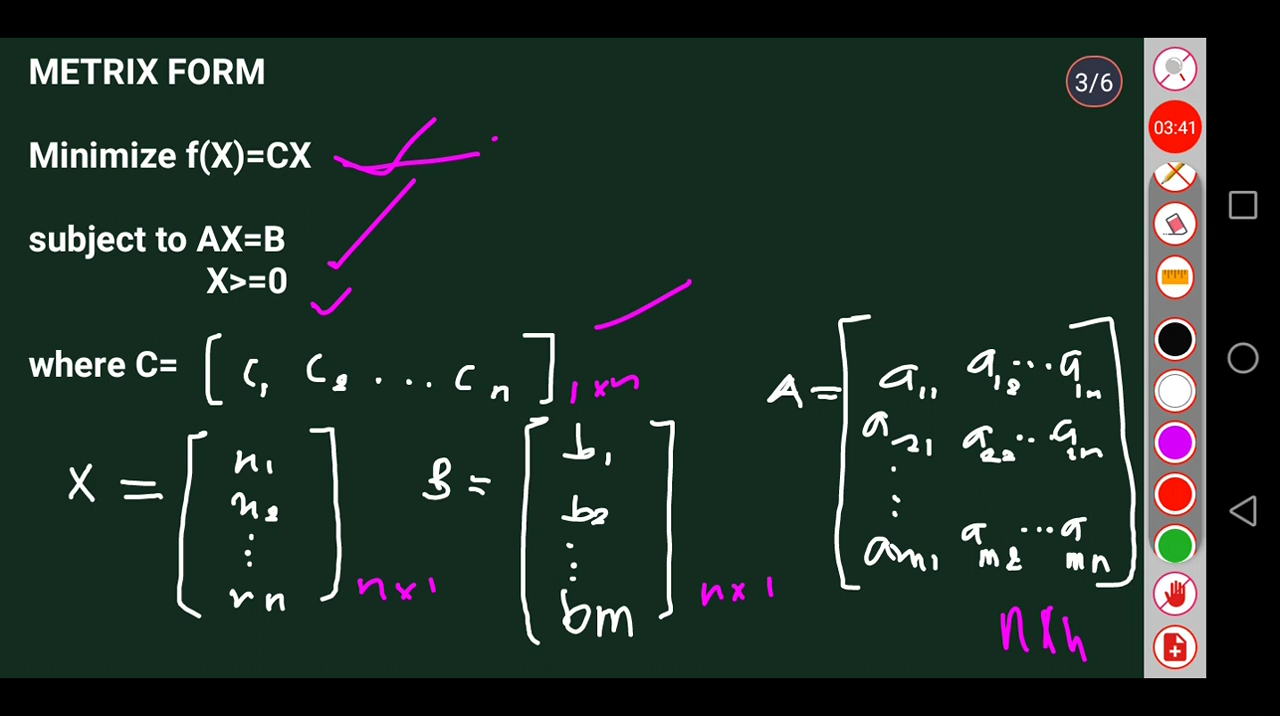 METRIX FORM
3/6
03:41
Minimize f(X)=CX
subject to AX=B
X>=0
where C= [ c₁ c₂ . ... cₙ ] 1×n
X = [ x₁ x₂ ⋮ xₙ ] n×1
B = [ b₁ b₂ ⋮ bm ] n×1
A = [ a₁₁ a₁₂ ... a₁ₙ
a₂₁ a₂₂ ... a₂ₙ
⋮
am₁ am₂ ... amn ]
n×n